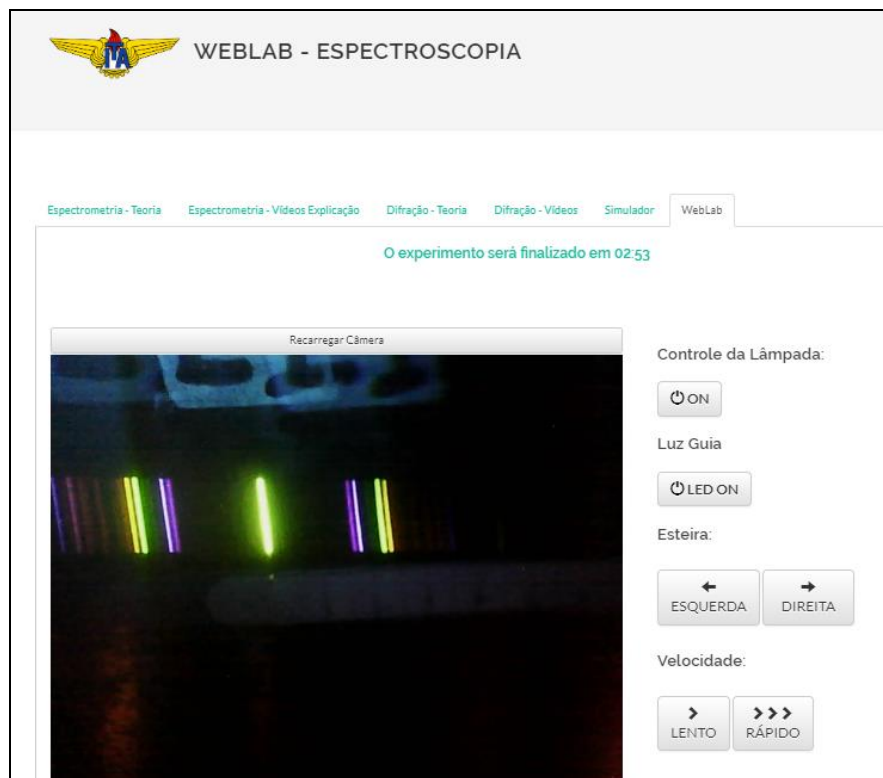 ITA
WEBLAB - ESPECTROSCOPIA
Espectrometria - Teoria
Espectrometria - Vídeos Explicação
Difração - Teoria
Difração - Vídeos
Simulador
WebLab
O experimento será finalizado em 02:53
Recarregar Câmera
Controle da Lâmpada:
ON
Luz Guia
LED ON
Esteira:
ESQUERDA
DIREITA
Velocidade:
LENTO
RÁPIDO